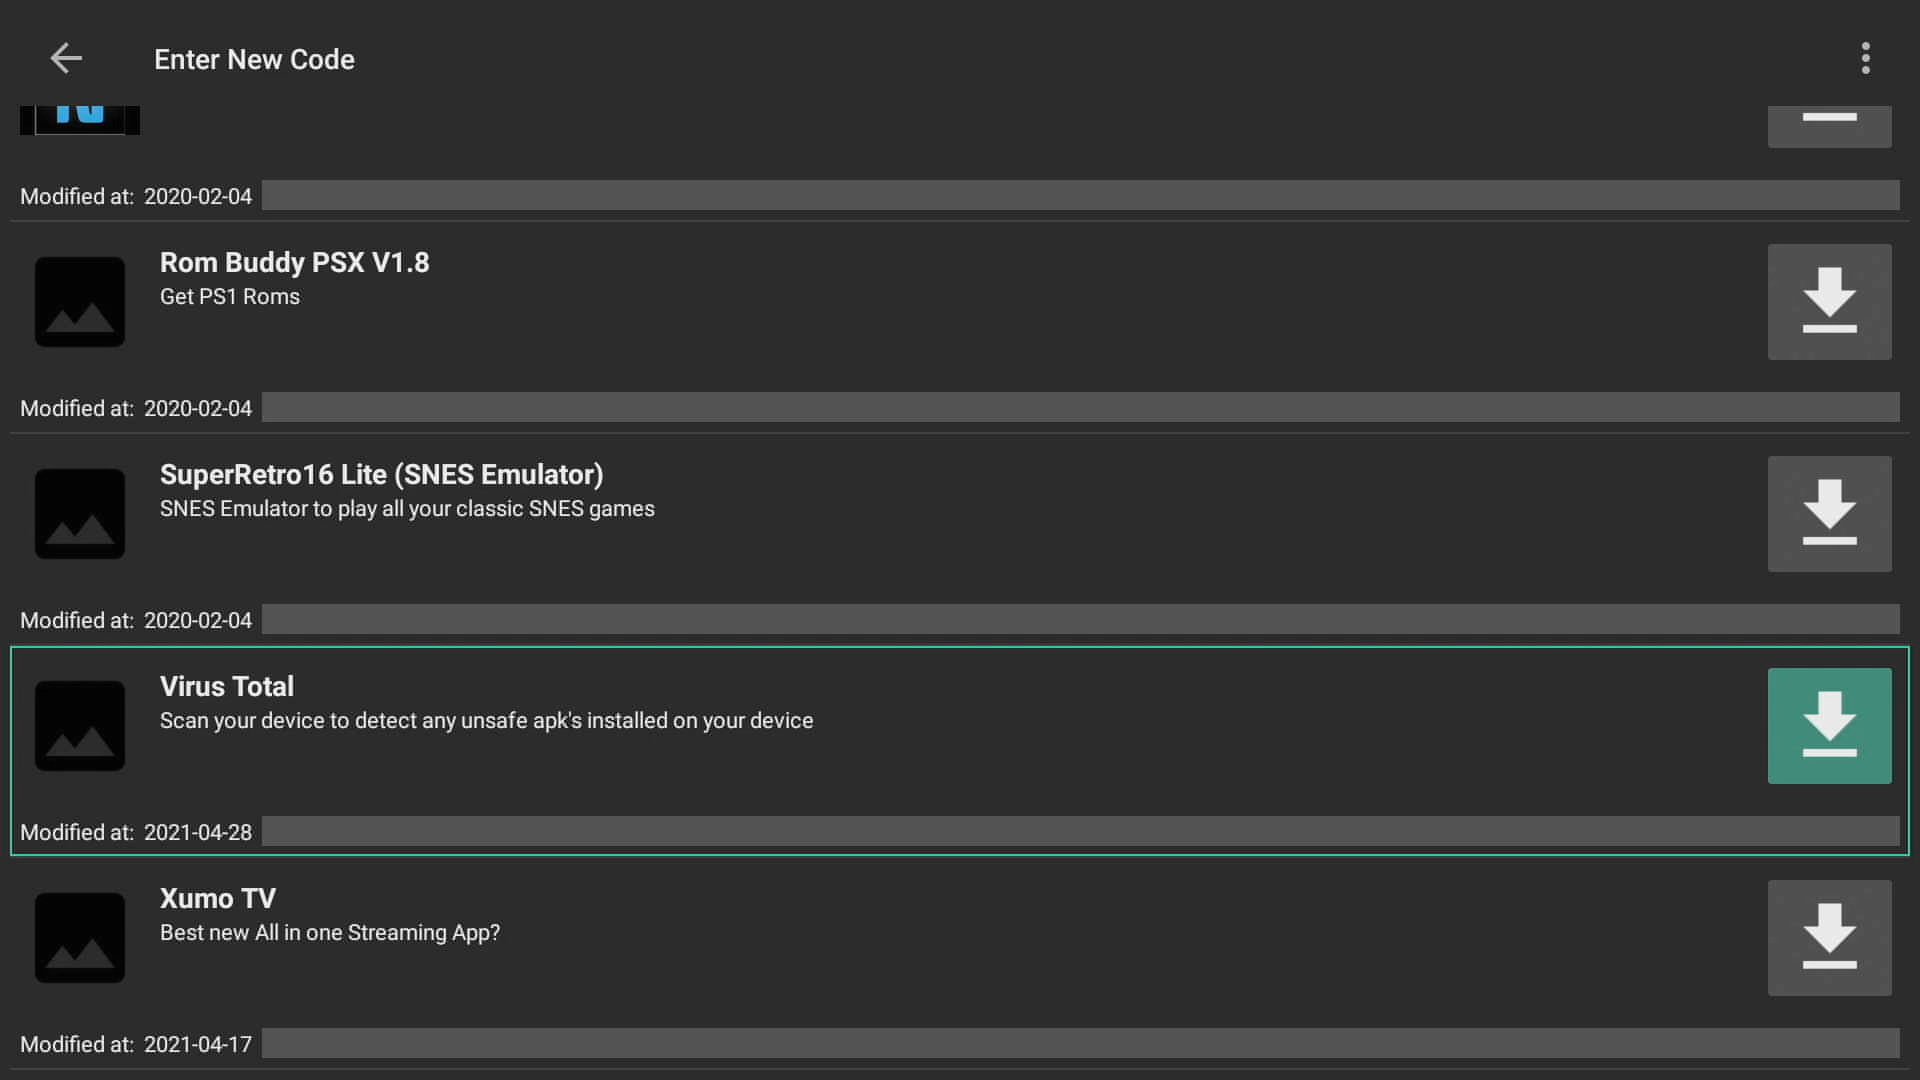 Enter New Code
Modified at: 2020-02-04
Rom Buddy PSX V1.8
Get PS1 Roms
Modified at: 2020-02-04
SuperRetro16 Lite (SNES Emulator)
SNES Emulator to play all your classic SNES games
Modified at: 2020-02-04
Virus Total
Scan your device to detect any unsafe apk's installed on your device
Modified at: 2021-04-28
Xumo TV
Best new All in one Streaming App?
Modified at: 2021-04-17